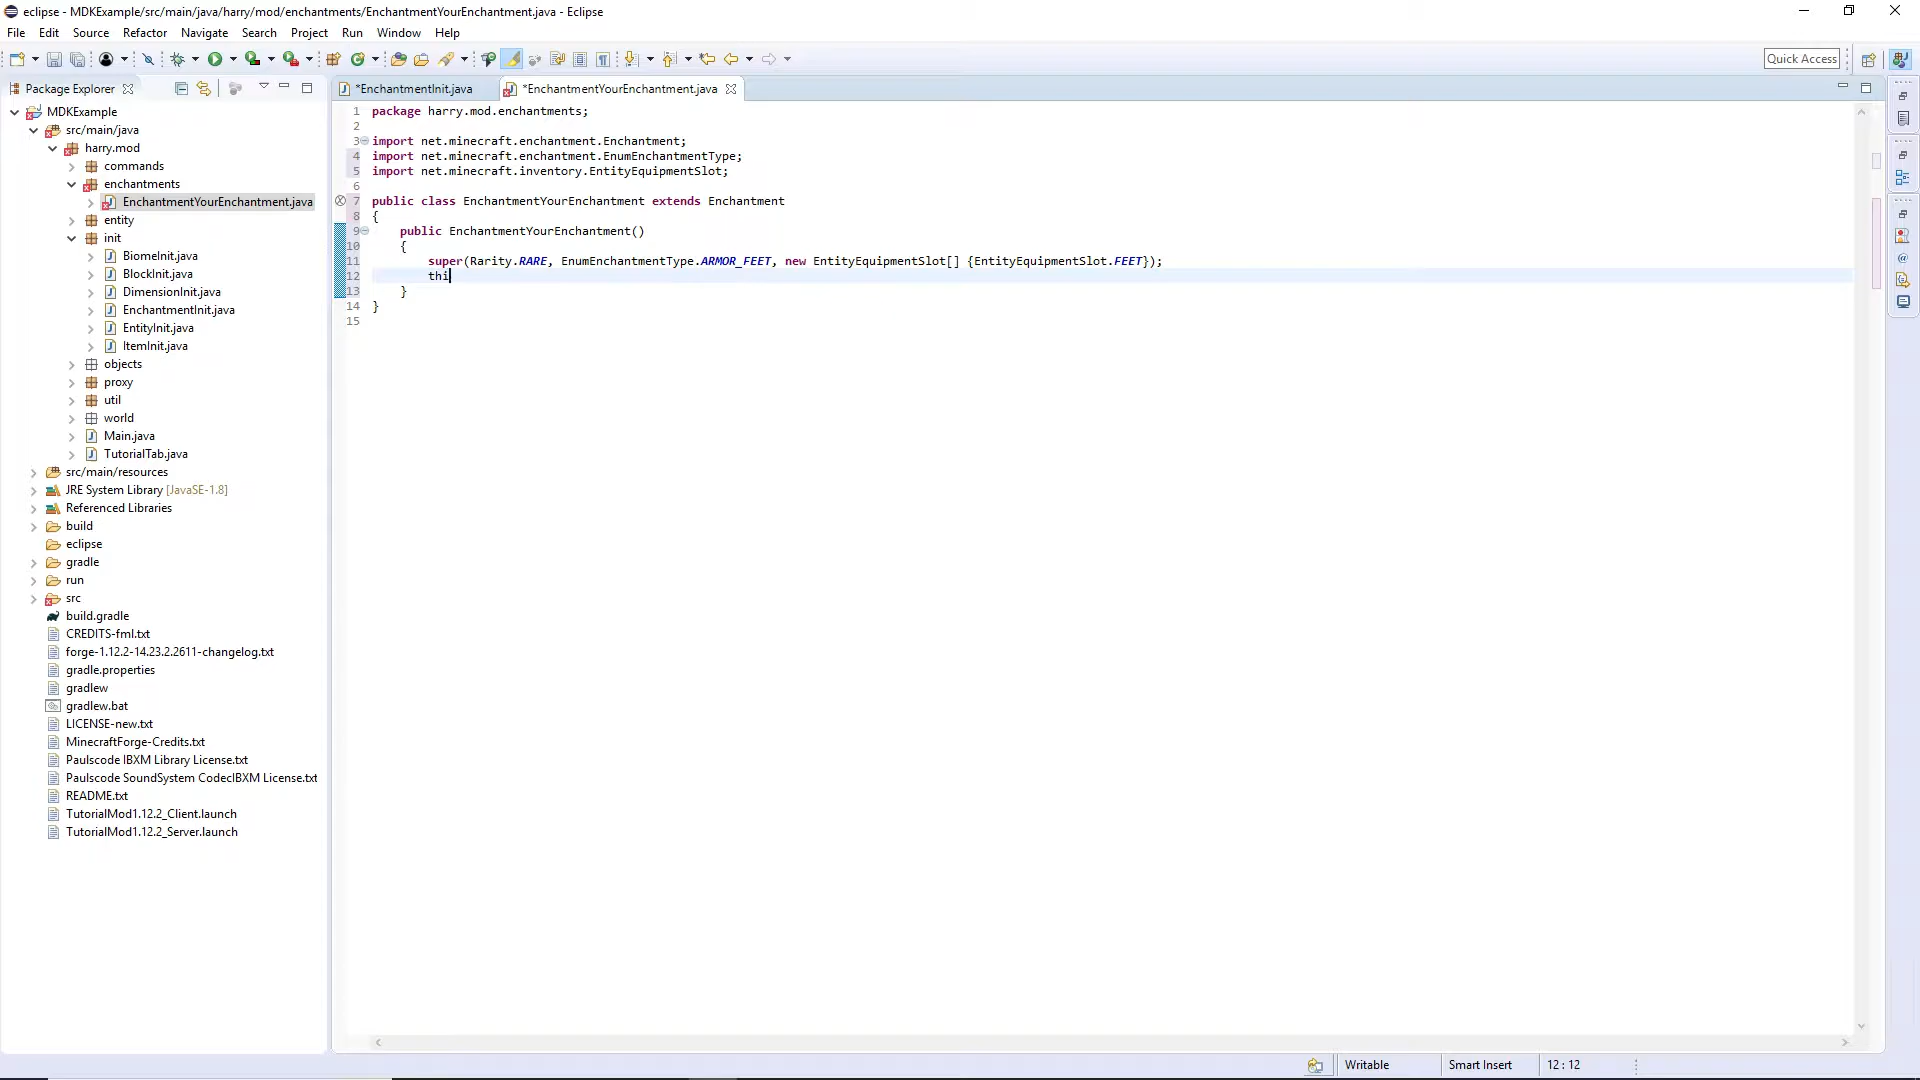 eclipse - MDKExample/src/main/java/harry/mod/enchantments/EnchantmentYourEnchantment.java - Eclipse
File Edit Source Refactor Navigate Search Project Run Window Help
Quick Access
Package Explorer
*EnchantmentInit.java
*EnchantmentYourEnchantment.java
MDKExample
src/main/java
harry.mod
commands
enchantments
EnchantmentYourEnchantment.java
entity
init
BiomeInit.java
BlockInit.java
DimensionInit.java
EnchantmentInit.java
EntityInit.java
ItemInit.java
objects
proxy
util
world
Main.java
TutorialTab.java
src/main/resources
JRE System Library [JavaSE-1.8]
Referenced Libraries
build
eclipse
gradle
run
src
build.gradle
CREDITS-fml.txt
forge-1.12.2-14.23.2.2611-changelog.txt
gradle.properties
gradlew
gradlew.bat
LICENSE-new.txt
MinecraftForge-Credits.txt
Paulscode IBXM Library License.txt
Paulscode SoundSystem CodecIBXM License.txt
README.txt
TutorialMod1.12.2_Client.launch
TutorialMod1.12.2_Server.launch
1 package harry.mod.enchantments;
2
3 import net.minecraft.enchantment.Enchantment;
4 import net.minecraft.enchantment.EnumEnchantmentType;
5 import net.minecraft.inventory.EntityEquipmentSlot;
6
7 public class EnchantmentYourEnchantment extends Enchantment
8 {
9 public EnchantmentYourEnchantment()
10 {
11 super(Rarity.RARE, EnumEnchantmentType.ARMOR_FEET, new EntityEquipmentSlot[] {EntityEquipmentSlot.FEET});
12 thi
13 }
14 }
15
Writable Smart Insert 12 : 12